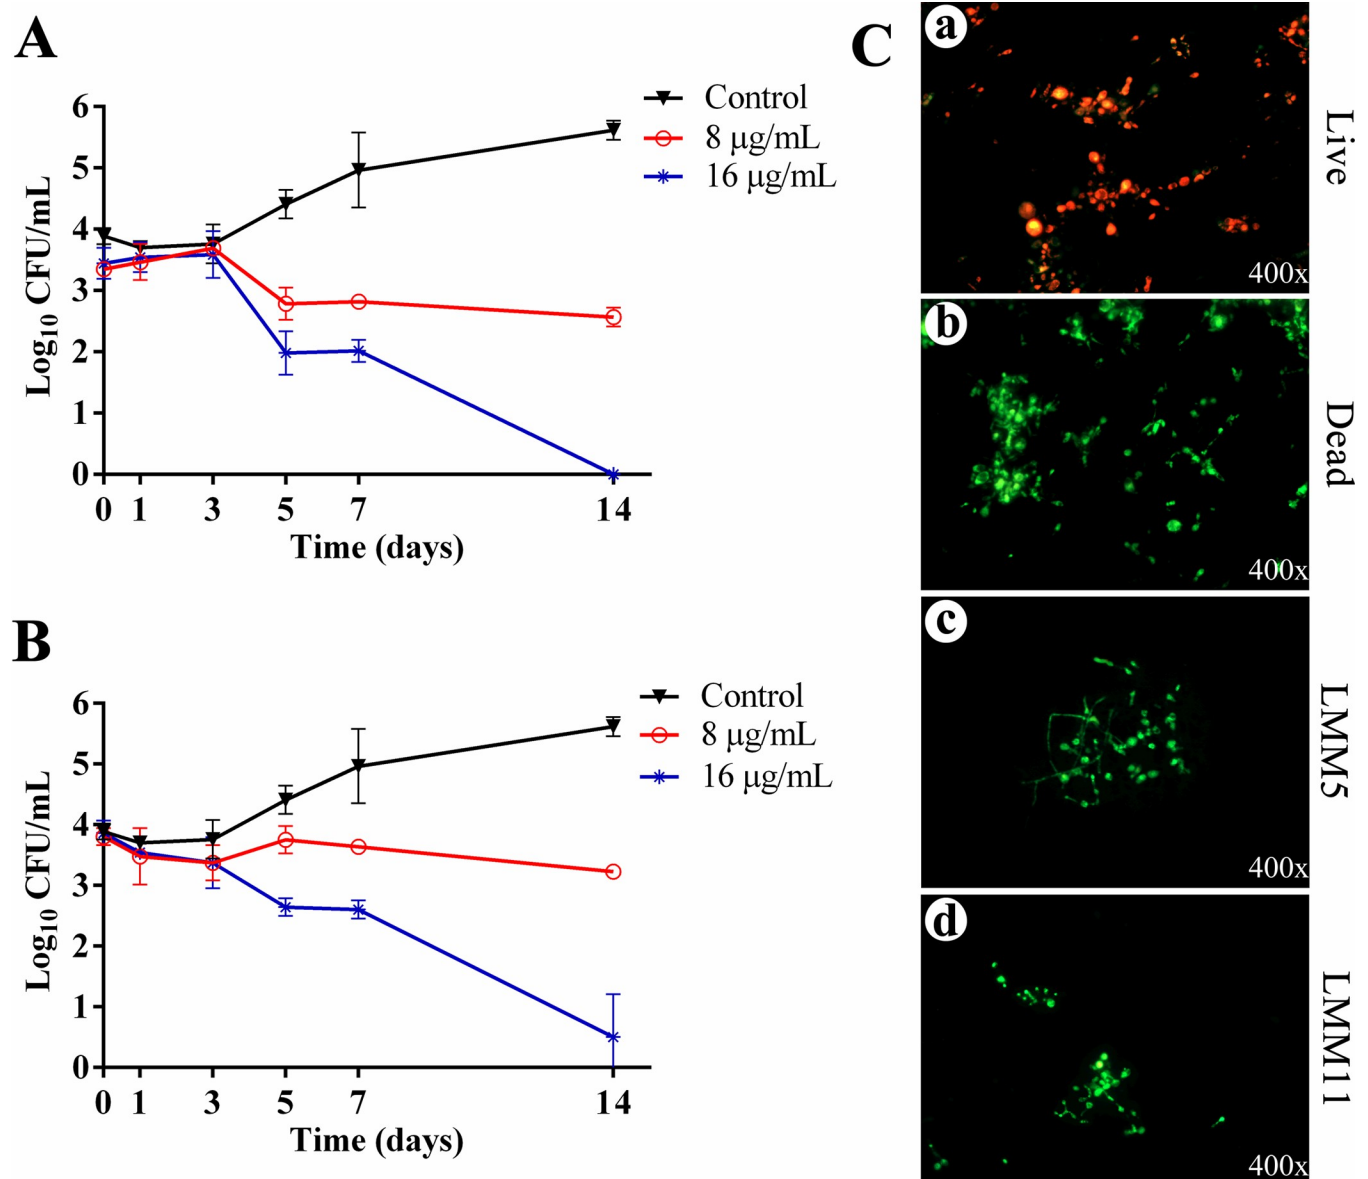 A
Control
8 μg/mL
16 μg/mL
Log10 CFU/mL
6
5
4
3
2
1
0
0 1 3 5 7 14
Time (days)
B
Control
8 μg/mL
16 μg/mL
Log10 CFU/mL
6
5
4
3
2
1
0
0 1 3 5 7 14
Time (days)
C
a
400x
Live
b
400x
Dead
c
400x
LMM5
d
400x
LMM11